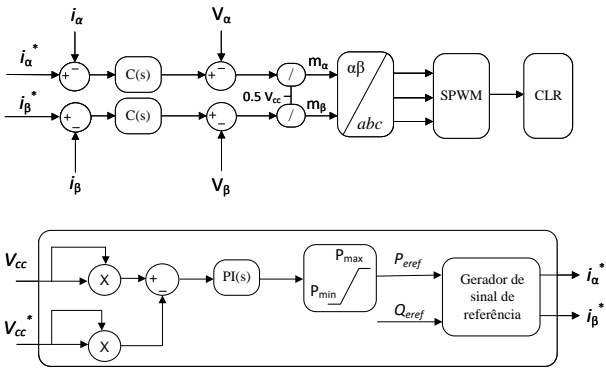 iα
Vα
iα*
+
−
C(s)
+
−
/
mα
αβ
abc
SPWM
CLR
0.5 Vcc
iβ*
+
−
C(s)
+
−
/
mβ
iβ
Vβ
Vcc
X
+
−
PI(s)
Pmax
Pmin
Peref
Qeref
Gerador de
sinal de
referência
iα*
iβ*
Vcc*
X